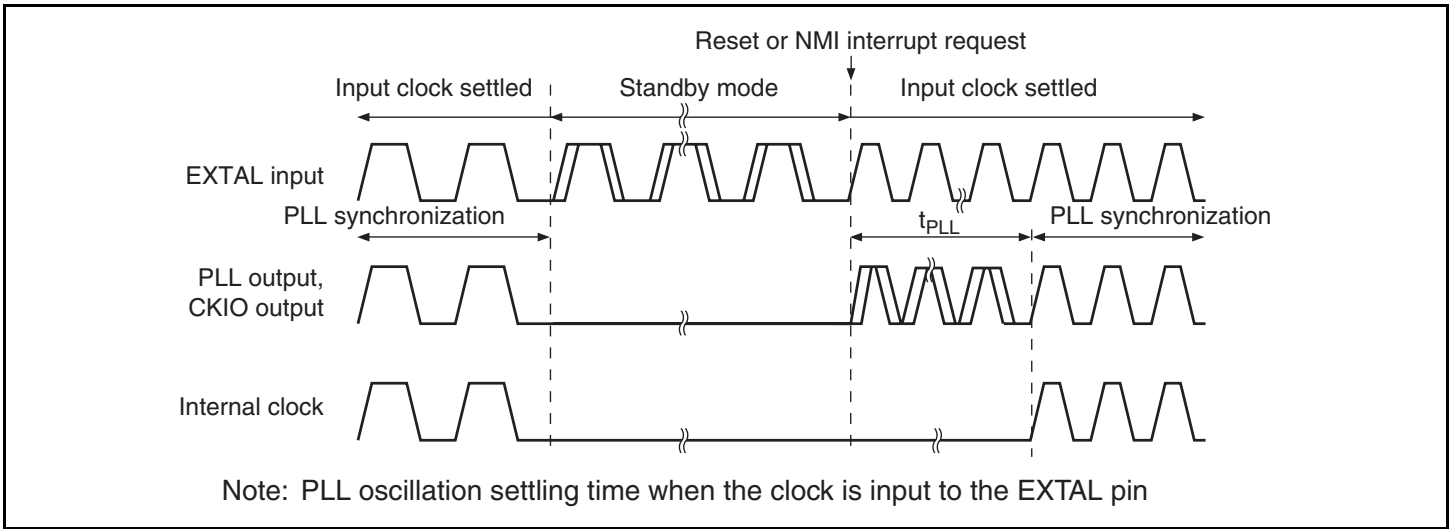 Reset or NMI interrupt request
Input clock settled
Standby mode
Input clock settled
EXTAL input
PLL synchronization
tPLL
PLL synchronization
PLL output,
CKIO output
Internal clock
Note: PLL oscillation settling time when the clock is input to the EXTAL pin